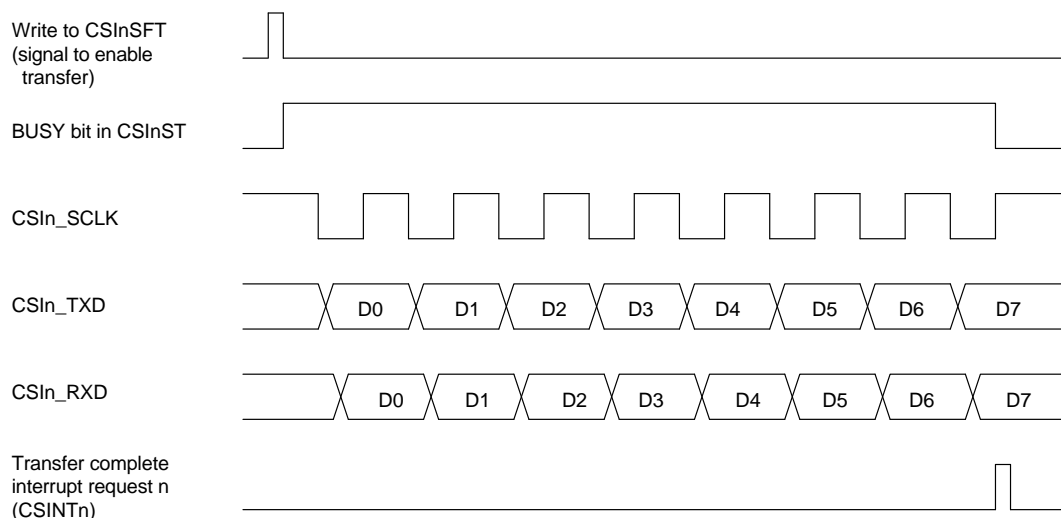 Write to CSInSFT
(signal to enable
transfer)
BUSY bit in CSInST
CSIn_SCLK
CSIn_TXD
D0 D1 D2 D3 D4 D5 D6 D7
CSIn_RXD
D0 D1 D2 D3 D4 D5 D6 D7
Transfer complete
interrupt request n
(CSINTn)